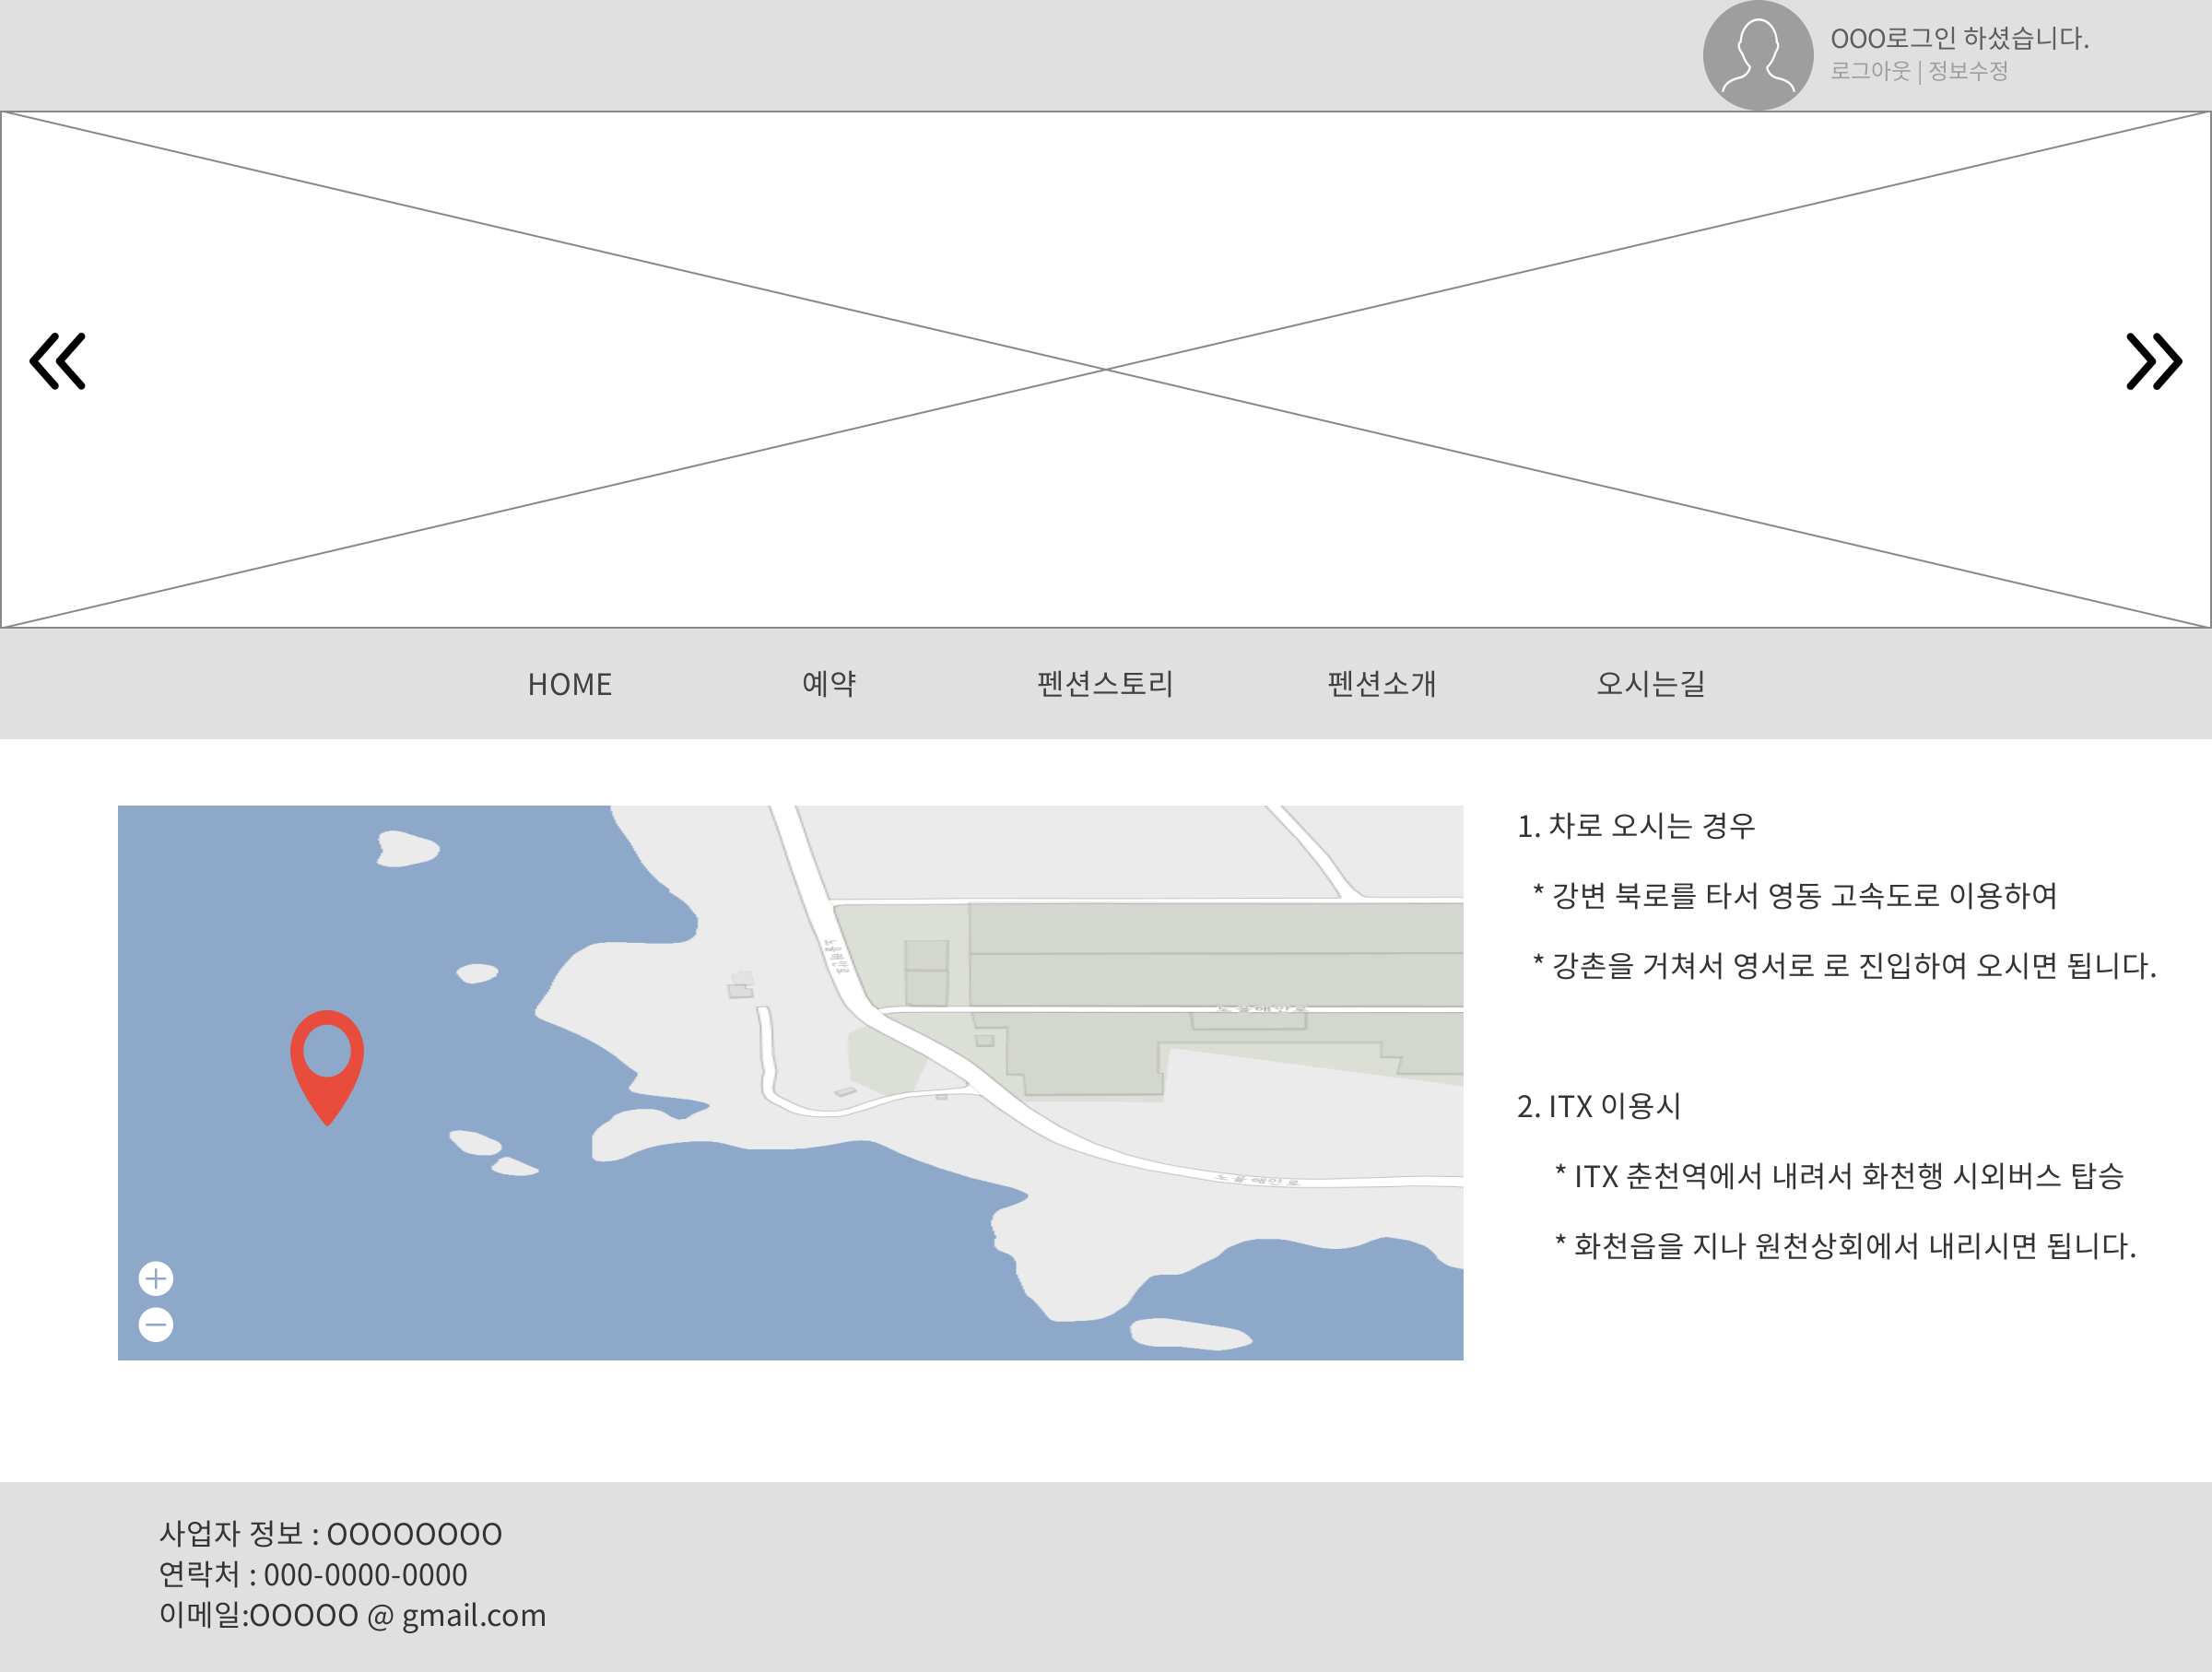 OOO로그인 하셨습니다.
로그아웃 | 정보수정
HOME 예약 펜션스토리 펜션소개 오시는길
1. 차로 오시는 경우
* 강변 북로를 타서 영동 고속도로 이용하여
* 강촌을 거쳐서 영서로 로 진입하여 오시면 됩니다.
2. ITX 이용시
* ITX 춘천역에서 내려서 화천행 시외버스 탑승
* 화천읍을 지나 원천상회에서 내리시면 됩니다.
사업자 정보 : OOOOOOOO
연락처 : 000-0000-0000
이메일:OOOOO @ gmail.com